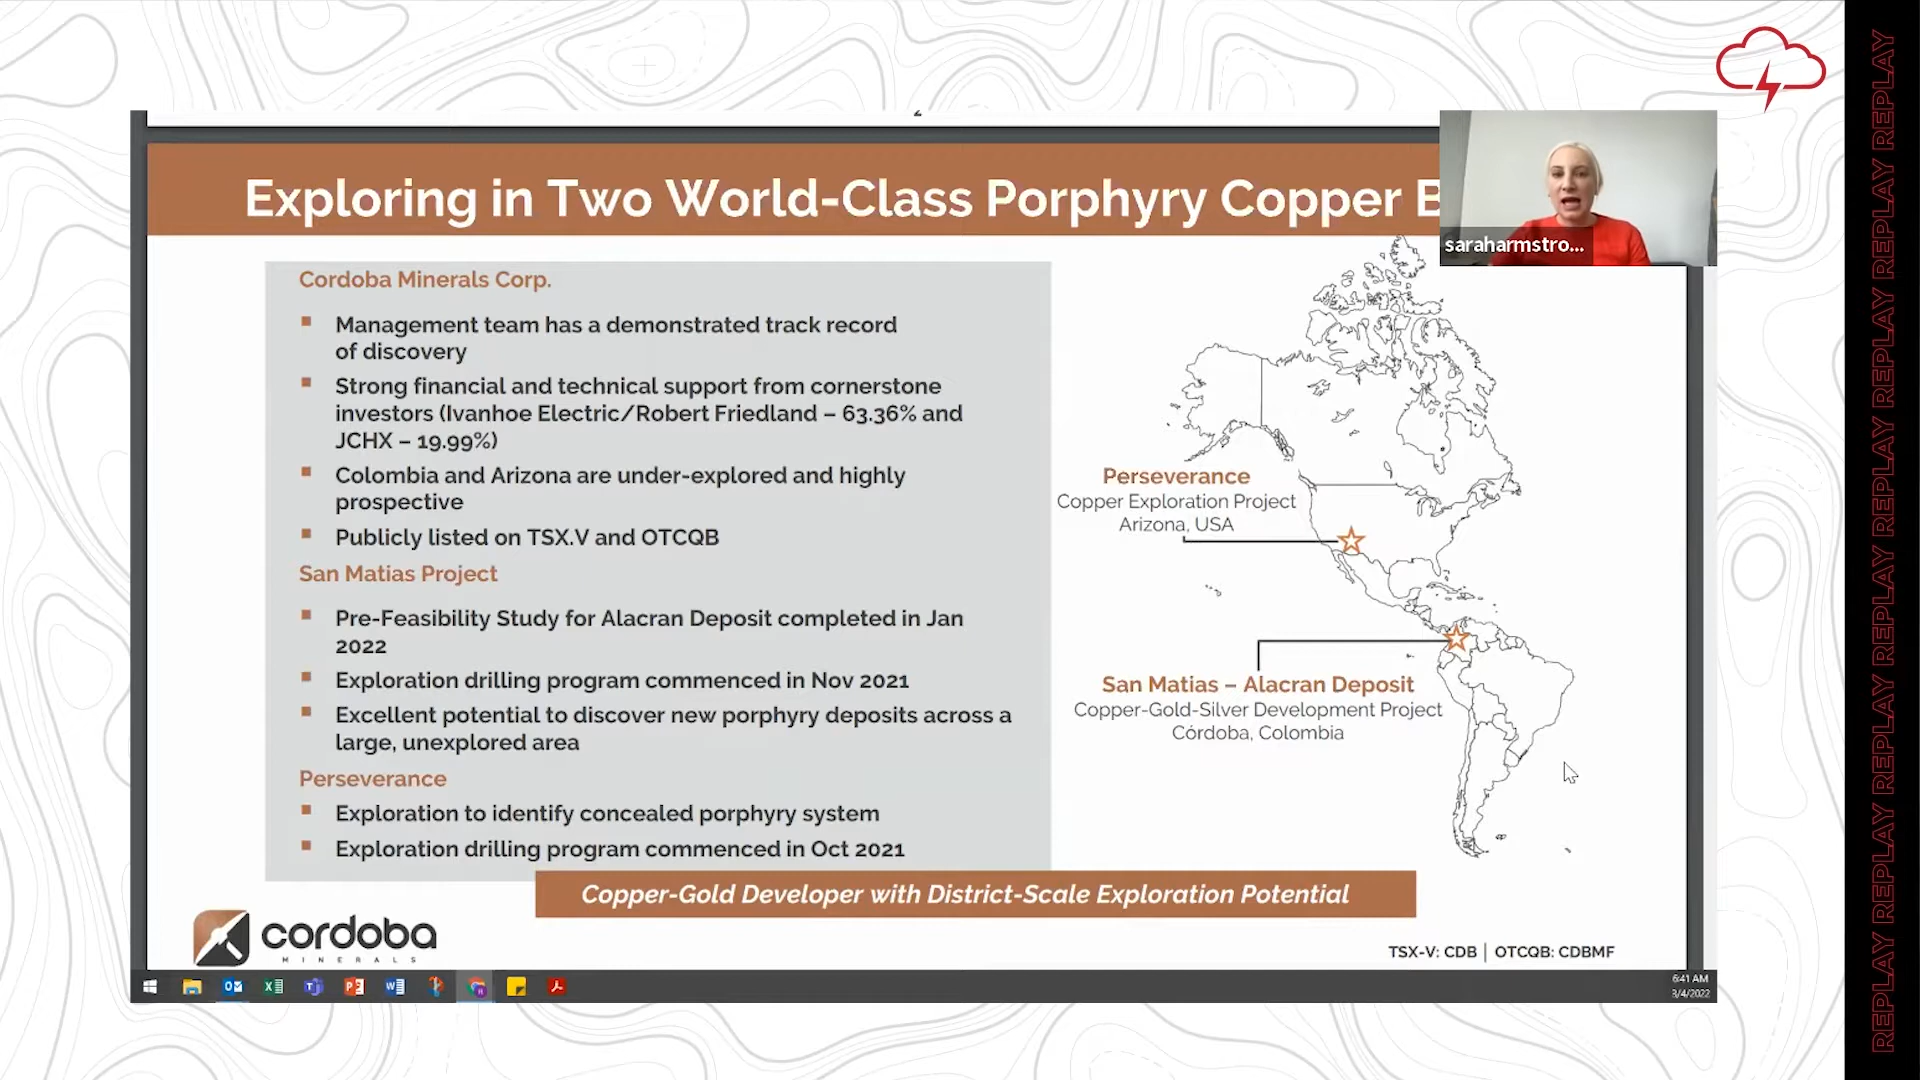 2
Exploring in Two World-Class Porphyry Copper B
saraharmstro...
Cordoba Minerals Corp.
Management team has a demonstrated track record
of discovery
Strong financial and technical support from cornerstone
investors (Ivanhoe Electric/Robert Friedland – 63.36% and
JCHX – 19.99%)
Colombia and Arizona are under-explored and highly
prospective
Publicly listed on TSX.V and OTCQB
San Matias Project
Pre-Feasibility Study for Alacran Deposit completed in Jan
2022
Exploration drilling program commenced in Nov 2021
Excellent potential to discover new porphyry deposits across a
large, unexplored area
Perseverance
Exploration to identify concealed porphyry system
Exploration drilling program commenced in Oct 2021
Perseverance
Copper Exploration Project
Arizona, USA
San Matias – Alacran Deposit
Copper-Gold-Silver Development Project
Córdoba, Colombia
Copper-Gold Developer with District-Scale Exploration Potential
cordoba
MINERALS
TSX-V: CDB | OTCQB: CDBMF
6:41 AM
3/4/2022
REPLAY REPLAY REPLAY REPLAY REPLAY REPLAY REPLAY REPLAY REPLAY REPLAY REPLAY REPLAY